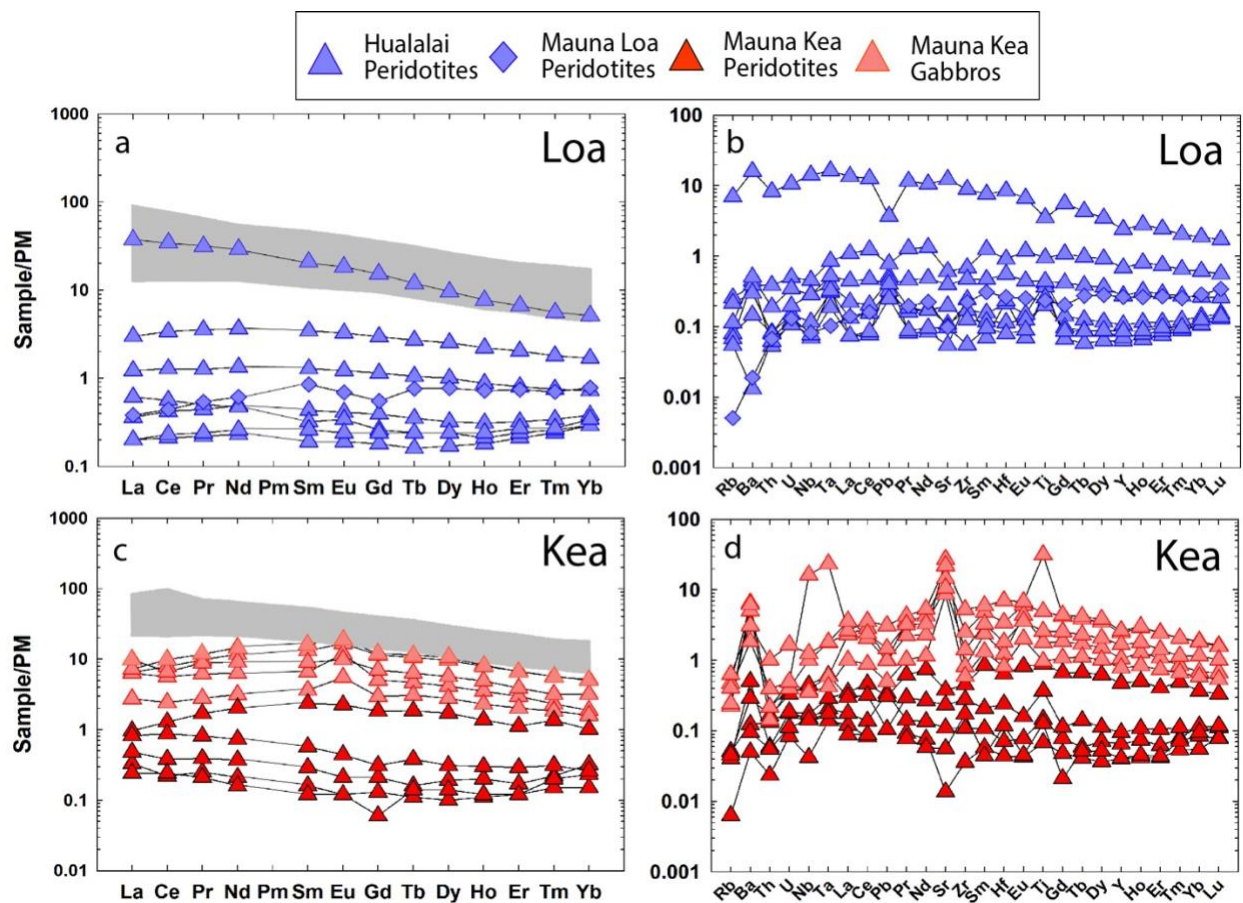 Hualalai Peridotites
Mauna Loa Peridotites
Mauna Kea Peridotites
Mauna Kea Gabbros
a
Loa
Sample/PM
1000
100
10
1
0.1
La Ce Pr Nd Pm Sm Eu Gd Tb Dy Ho Er Tm Yb
b
Loa
100
10
1
0.1
0.01
0.001
Rb Ba Th U Nb Ta La Ce Pb Pr Nd Sr Zr Sm Hf Eu Ti Gd Tb Dy Y Ho Er Tm Yb Lu
c
Kea
Sample/PM
1000
100
10
1
0.1
0.01
La Ce Pr Nd Pm Sm Eu Gd Tb Dy Ho Er Tm Yb
d
Kea
100
10
1
0.1
0.01
0.001
Rb Ba Th U Nb Ta La Ce Pb Pr Nd Sr Zr Sm Hf Eu Ti Gd Tb Dy Y Ho Er Tm Yb Lu